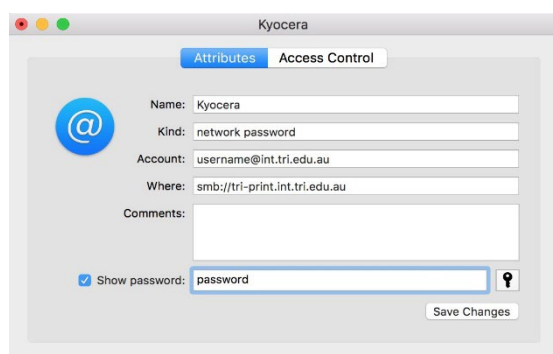 Kyocera
Attributes Access Control
@
Name: Kyocera
Kind: network password
Account: username@int.tri.edu.au
Where: smb://tri-print.int.tri.edu.au
Comments:
Show password: password
Save Changes